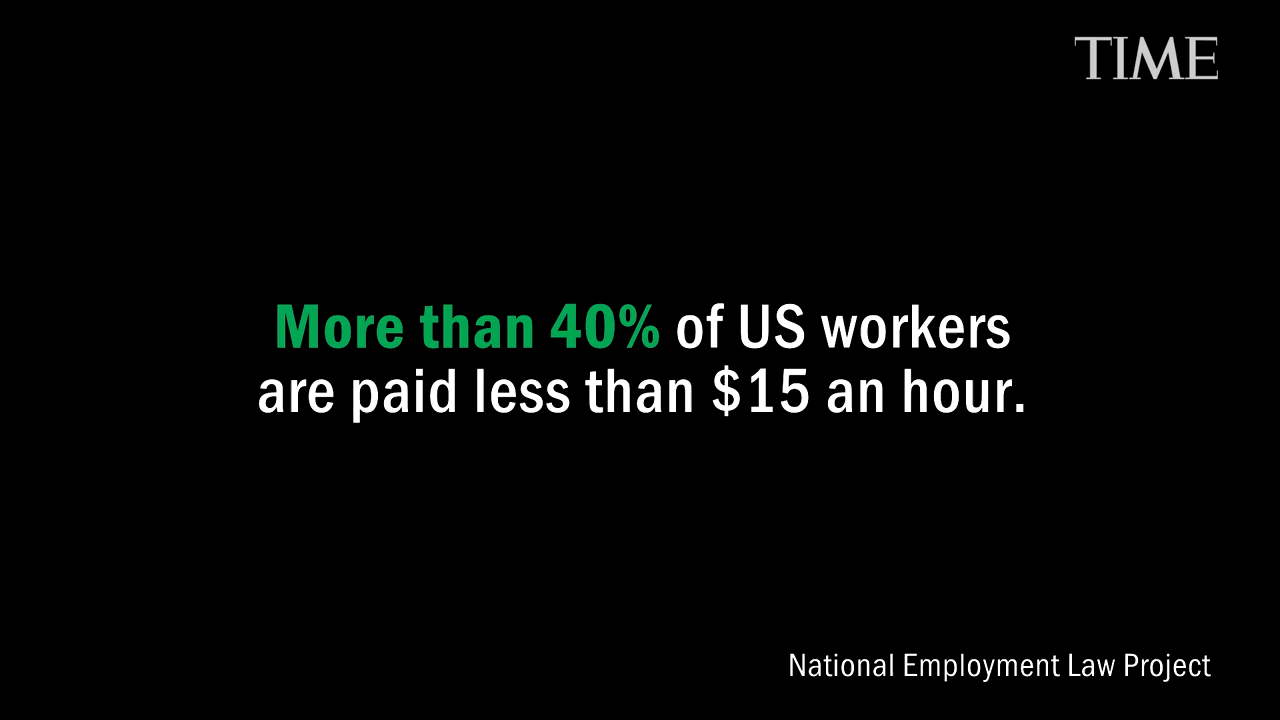 TIME
More than 40% of US workers
are paid less than $15 an hour.
National Employment Law Project